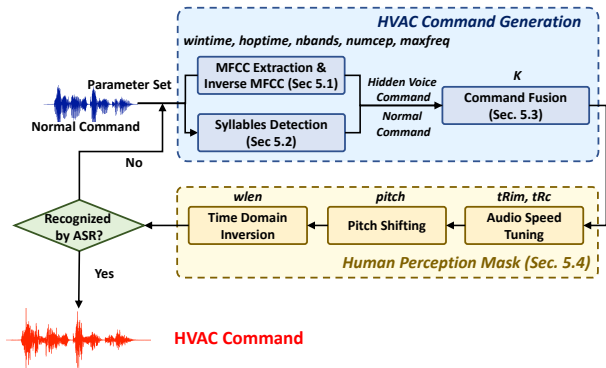 HVAC Command Generation
wintime, hoptime, nbands, numcep, maxfreq
Parameter Set
Normal Command
MFCC Extraction &
Inverse MFCC (Sec 5.1)
Syllables Detection
(Sec 5.2)
Hidden Voice
Command
Normal
Command
K
Command Fusion
(Sec. 5.3)
No
Recognized
by ASR?
Yes
wlen
Time Domain
Inversion
pitch
Pitch Shifting
tRim, tRc
Audio Speed
Tuning
Human Perception Mask (Sec. 5.4)
HVAC Command